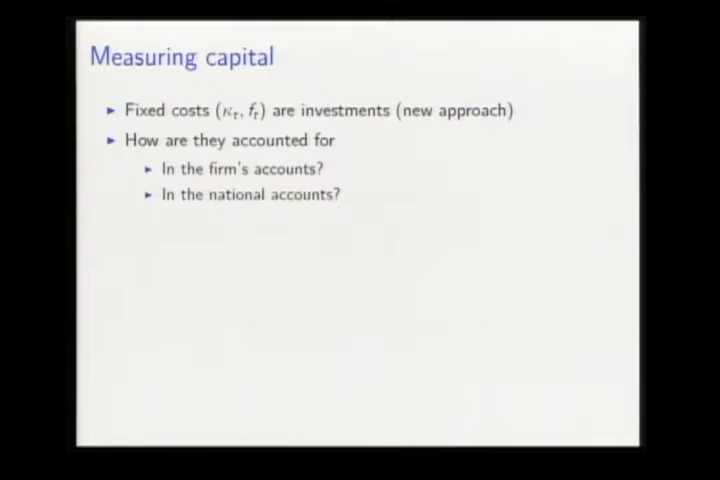 Measuring capital
▶ Fixed costs (κₜ, fₜ) are investments (new approach)
▶ How are they accounted for
▶ In the firm's accounts?
▶ In the national accounts?